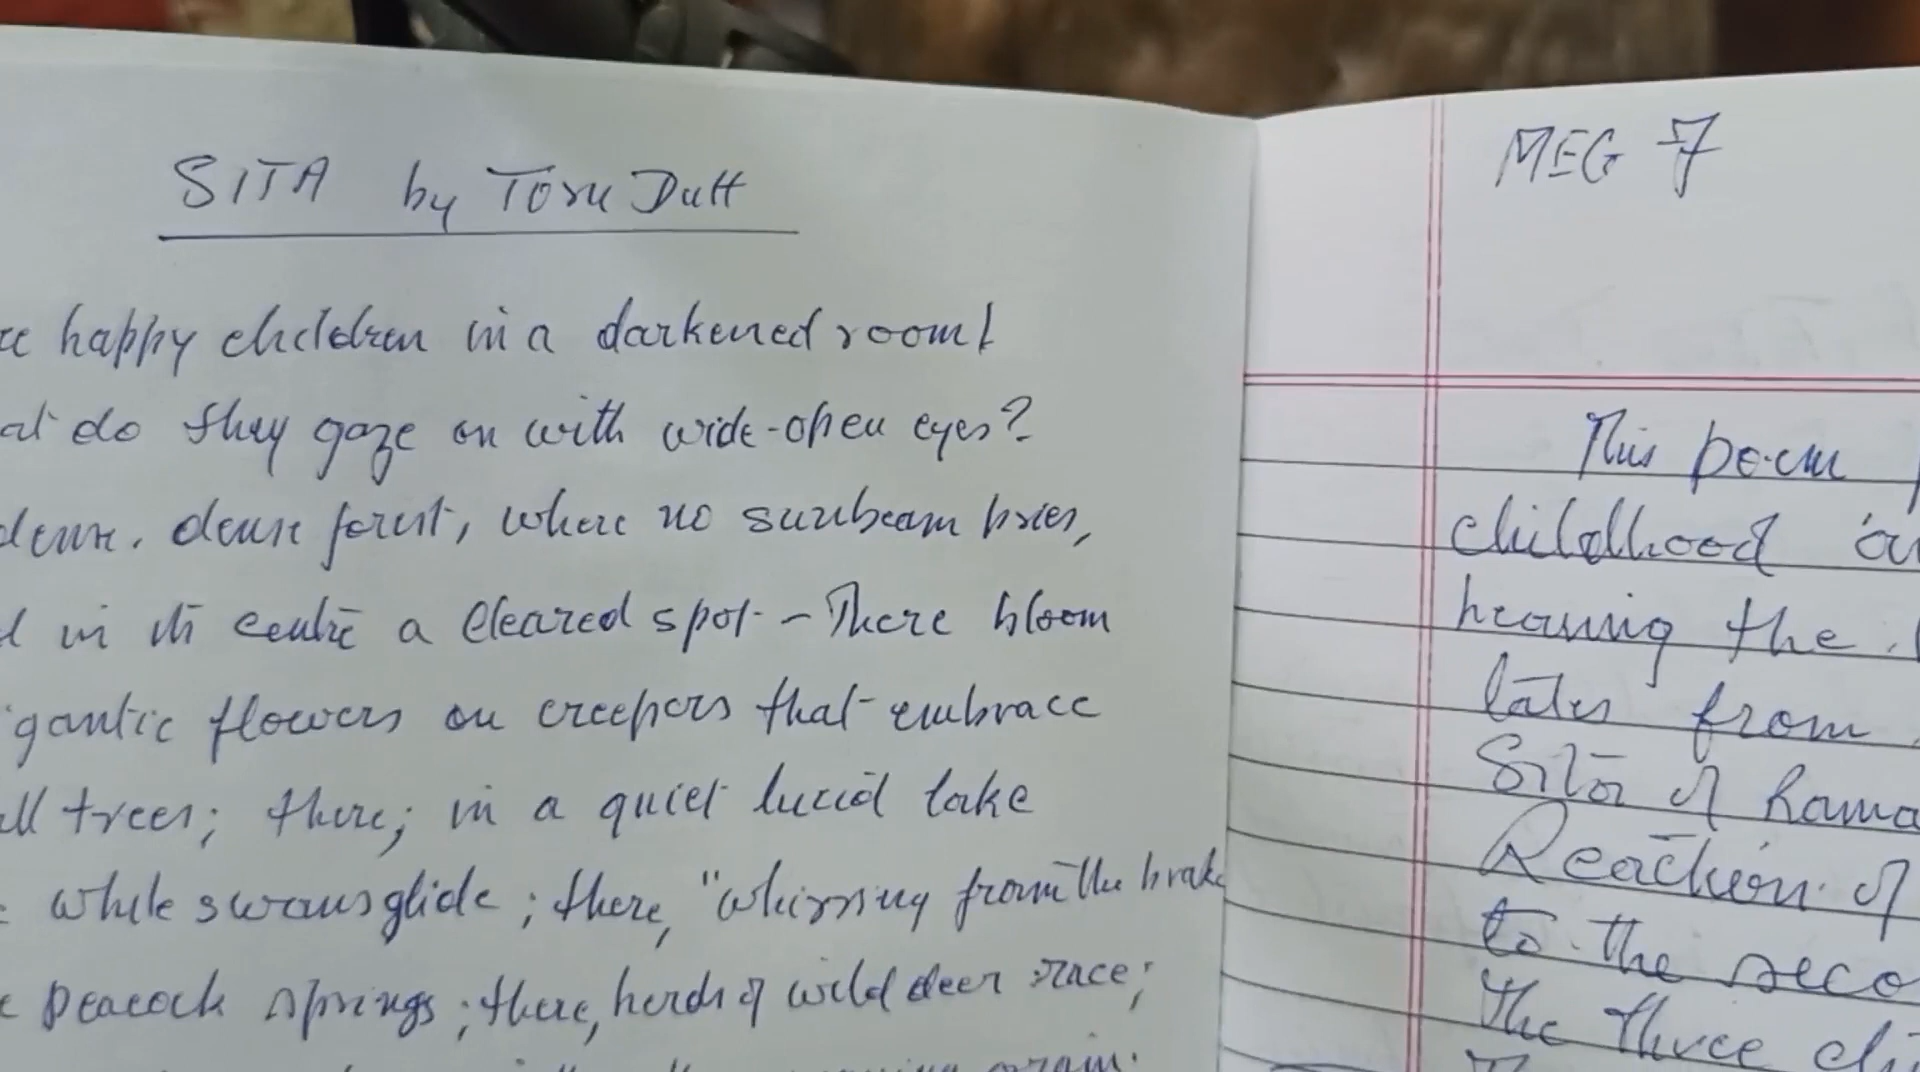 SITA by Toru Dutt
happy children in a darkened room!
do they gaze on with wide-open eyes?
dense forest, where no sunbeam pries,
in its centre a cleared spot - There bloom
gigantic flowers on creepers that embrace
trees; there; in a quiet lucid lake
white swans glide; there, "whirring from the brake
Peacock springs; there, herds of wild deer race;
MEG 7
This poem
childhood
hearing the
later from
Sita of Rama
Reaction of
to the seco
the three